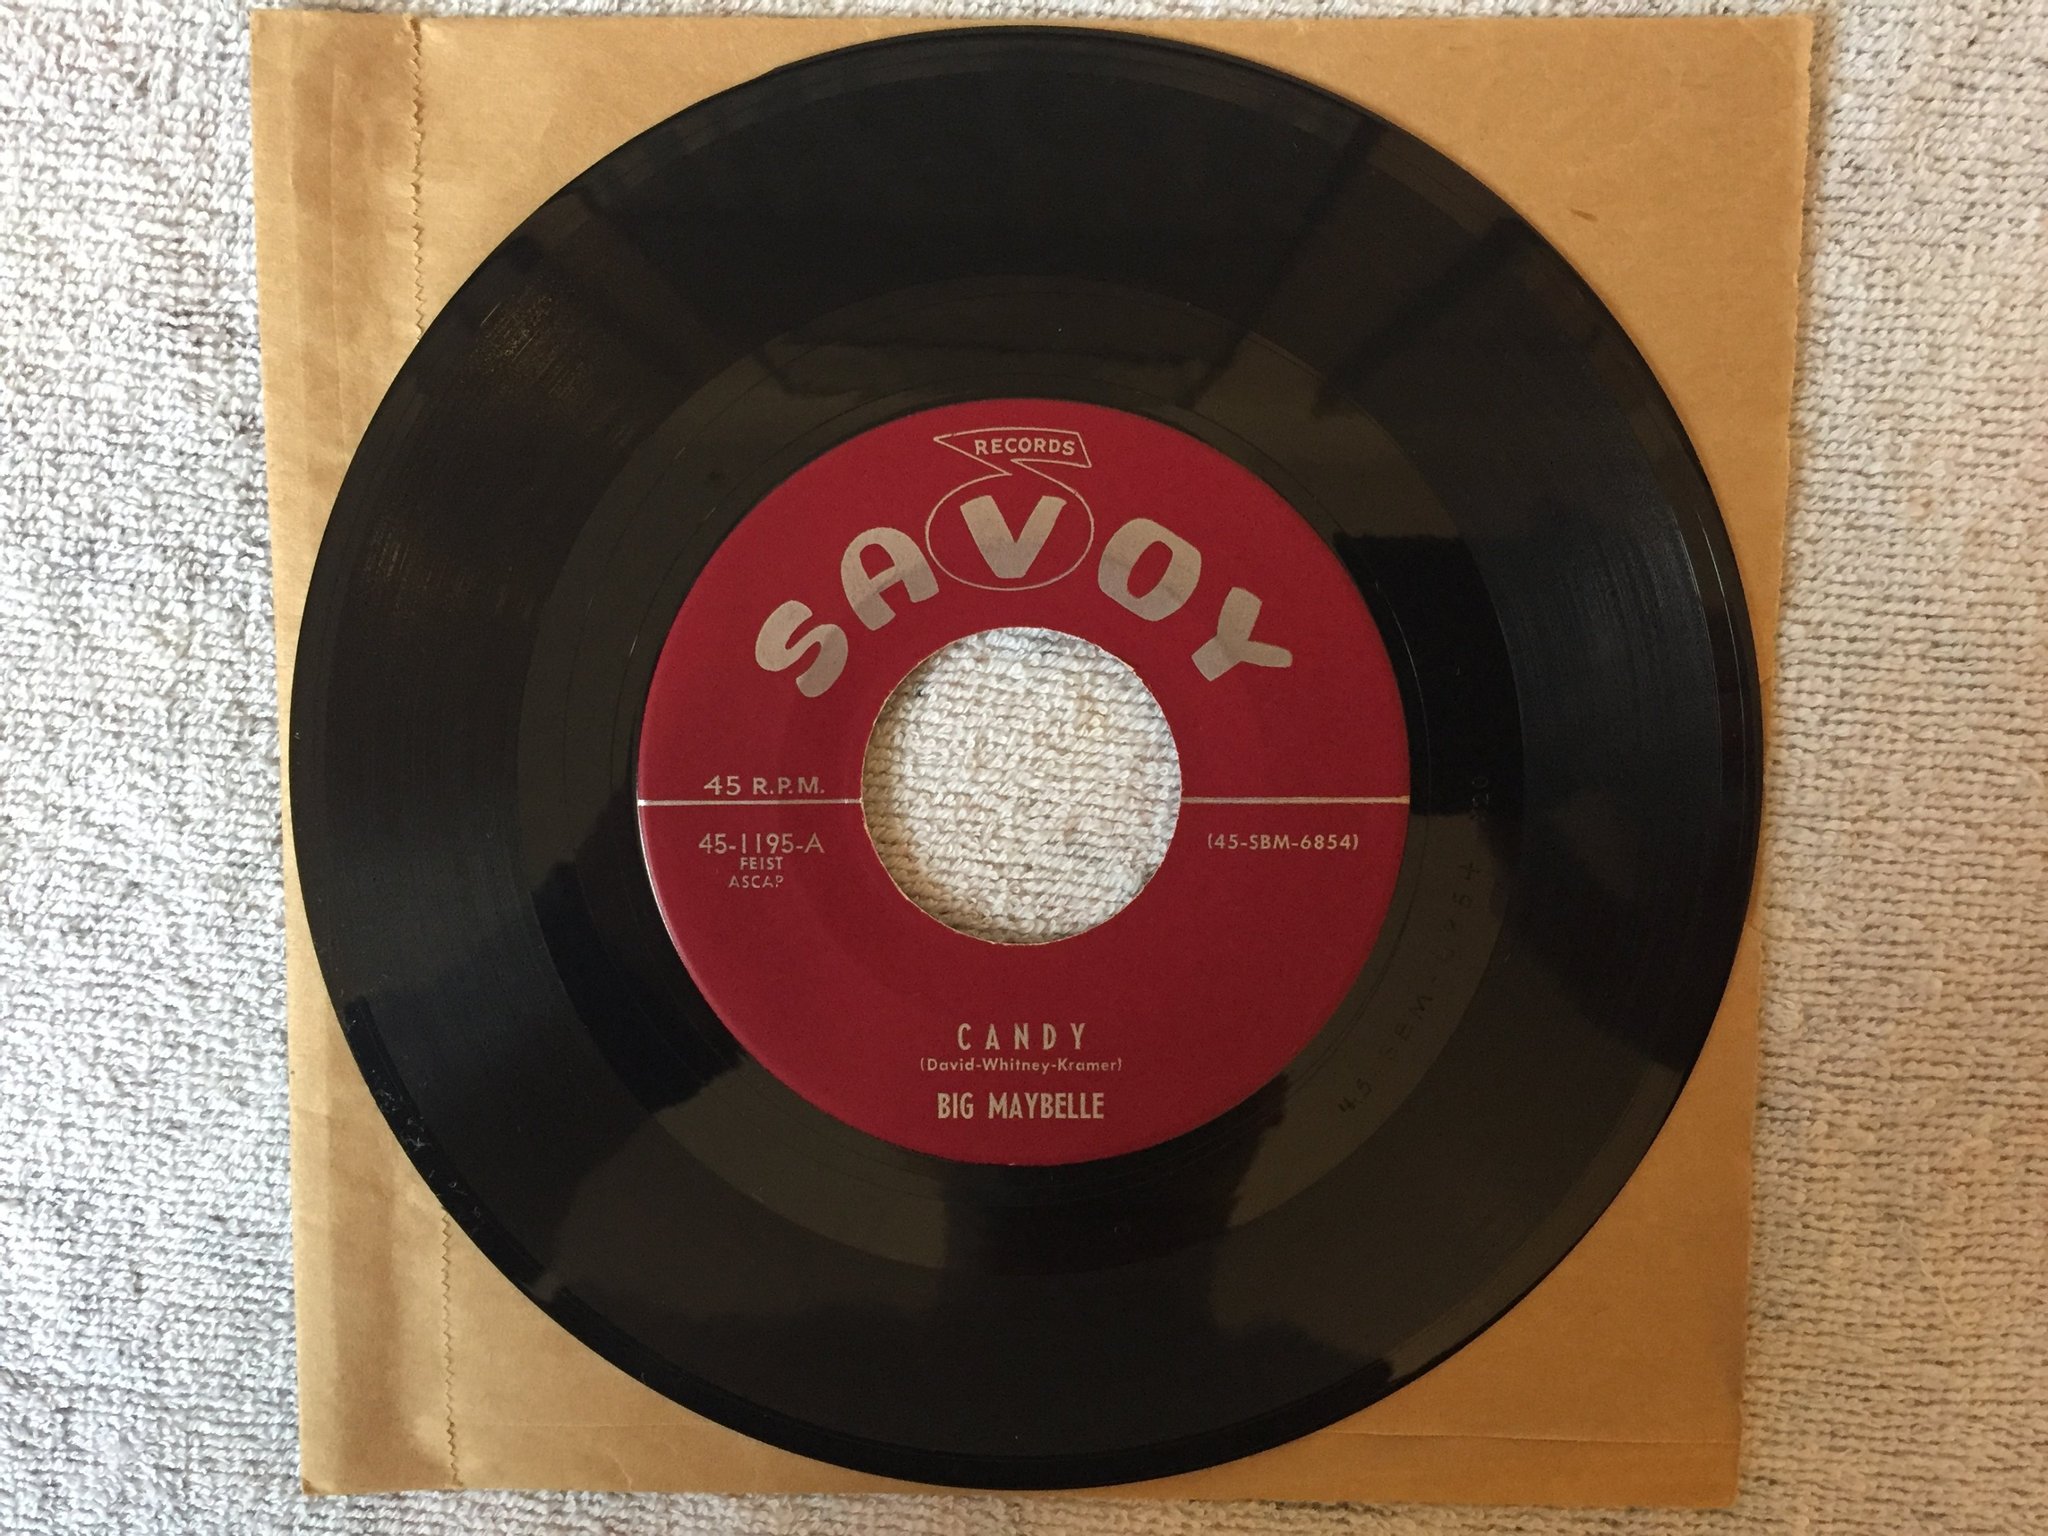 RECORDS
SAVOY
45 R.P.M.
45-1195-A
FEIST
ASCAP
(45-SBM-6854)
CANDY
(David-Whitney-Kramer)
BIG MAYBELLE